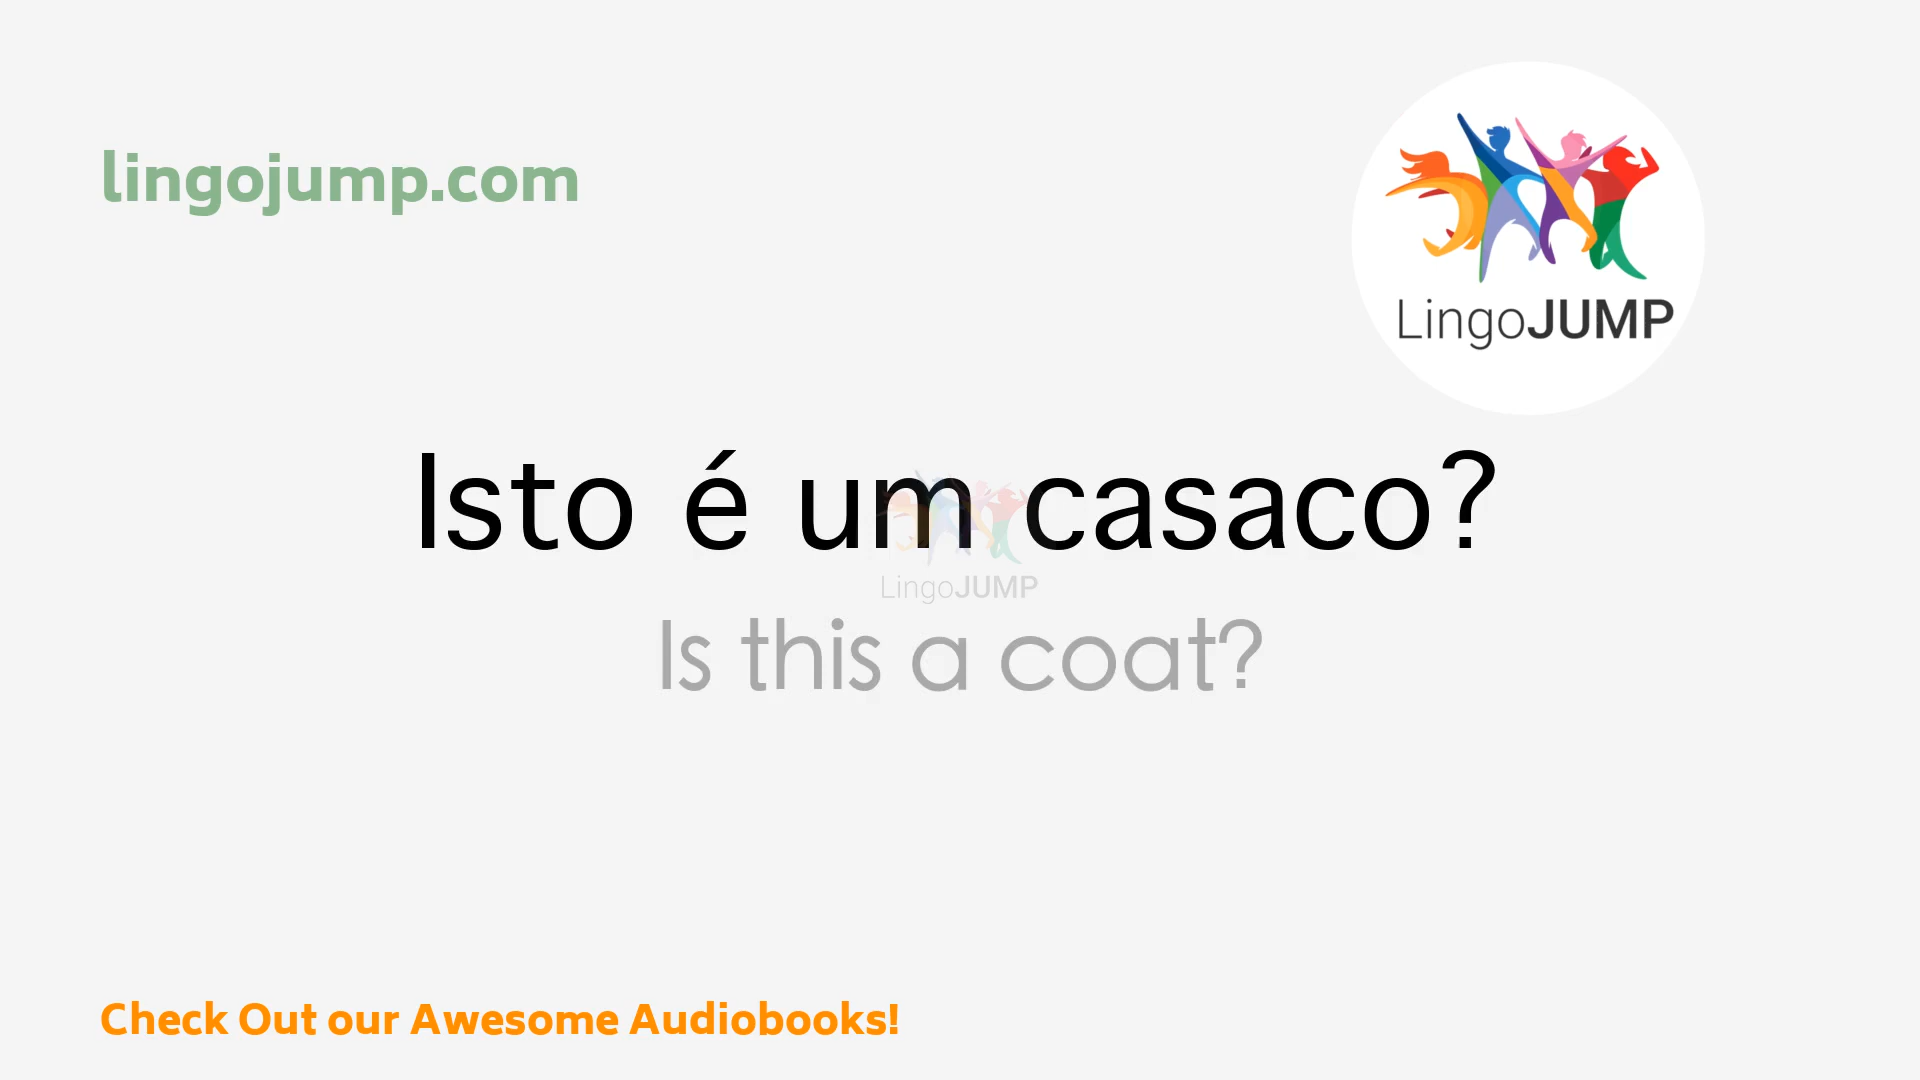 lingojump.com
LingoJUMP
Isto é um casaco?
LingoJUMP
Is this a coat?
Check Out our Awesome Audiobooks!